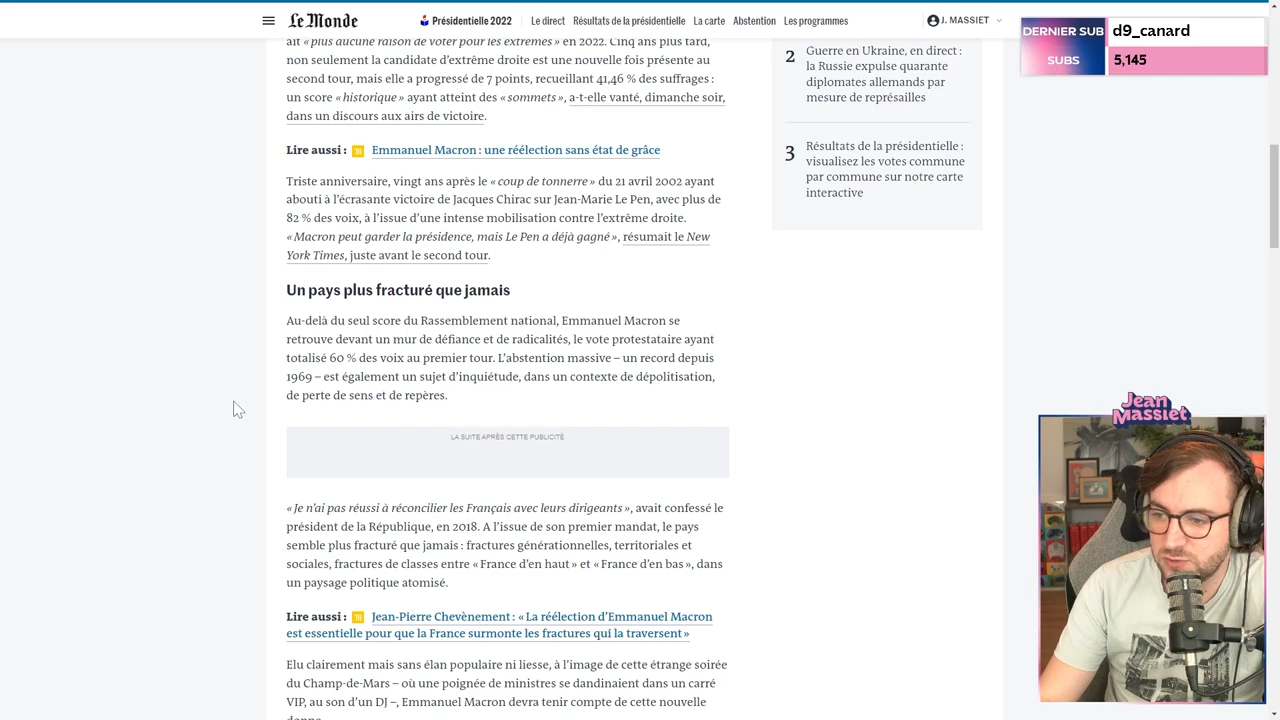 Le Monde
Présidentielle 2022
Le direct
Résultats de la présidentielle
La carte
Abstention
Les programmes
J. MASSIET
DERNIER SUB
d9_canard
SUBS
5,145
ait « plus aucune raison de voter pour les extrêmes » en 2022. Cinq ans plus tard,
non seulement la candidate d'extrême droite est une nouvelle fois présente au
second tour, mais elle a progressé de 7 points, recueillant 41,46 % des suffrages :
un score « historique » ayant atteint des « sommets », a-t-elle vanté, dimanche soir,
dans un discours aux airs de victoire.
Lire aussi : Emmanuel Macron : une réélection sans état de grâce
Triste anniversaire, vingt ans après le « coup de tonnerre » du 21 avril 2002 ayant
abouti à l'écrasante victoire de Jacques Chirac sur Jean-Marie Le Pen, avec plus de
82 % des voix, à l'issue d'une intense mobilisation contre l'extrême droite.
« Macron peut garder la présidence, mais Le Pen a déjà gagné », résumait le New
York Times, juste avant le second tour.
Un pays plus fracturé que jamais
Au-delà du seul score du Rassemblement national, Emmanuel Macron se
retrouve devant un mur de défiance et de radicalités, le vote protestataire ayant
totalisé 60 % des voix au premier tour. L'abstention massive – un record depuis
1969 – est également un sujet d'inquiétude, dans un contexte de dépolitisation,
de perte de sens et de repères.
LA SUITE APRÈS CETTE PUBLICITÉ
« Je n'ai pas réussi à réconcilier les Français avec leurs dirigeants », avait confessé le
président de la République, en 2018. A l'issue de son premier mandat, le pays
semble plus fracturé que jamais : fractures générationnelles, territoriales et
sociales, fractures de classes entre « France d'en haut » et « France d'en bas », dans
un paysage politique atomisé.
Lire aussi : Jean-Pierre Chevènement : « La réélection d'Emmanuel Macron
est essentielle pour que la France surmonte les fractures qui la traversent »
Elu clairement mais sans élan populaire ni liesse, à l'image de cette étrange soirée
du Champ-de-Mars – où une poignée de ministres se dandinaient dans un carré
VIP, au son d'un DJ –, Emmanuel Macron devra tenir compte de cette nouvelle
donne
2
Guerre en Ukraine, en direct :
la Russie expulse quarante
diplomates allemands par
mesure de représailles
3
Résultats de la présidentielle :
visualisez les votes commune
par commune sur notre carte
interactive
Jean
Massiet